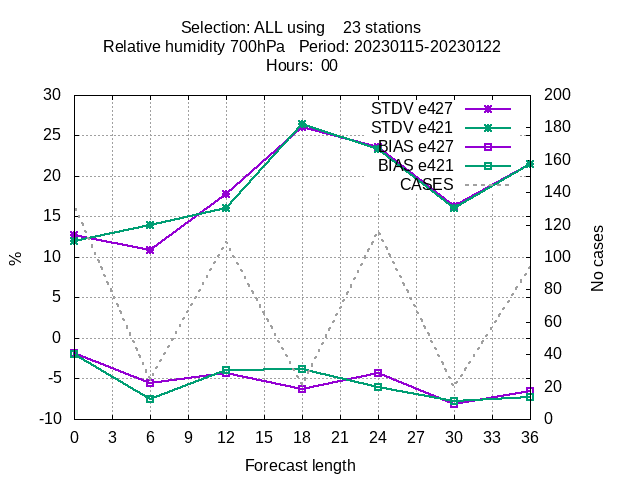 Selection: ALL using    23 stations
Relative humidity 700hPa   Period: 20230115-20230122
Hours:  00
STDV e427
STDV e421
BIAS e427
BIAS e421
CASES
30
25
20
15
10
5
0
-5
-10
%
200
180
160
140
120
100
80
60
40
20
0
No cases
0 3 6 9 12 15 18 21 24 27 30 33 36
Forecast length